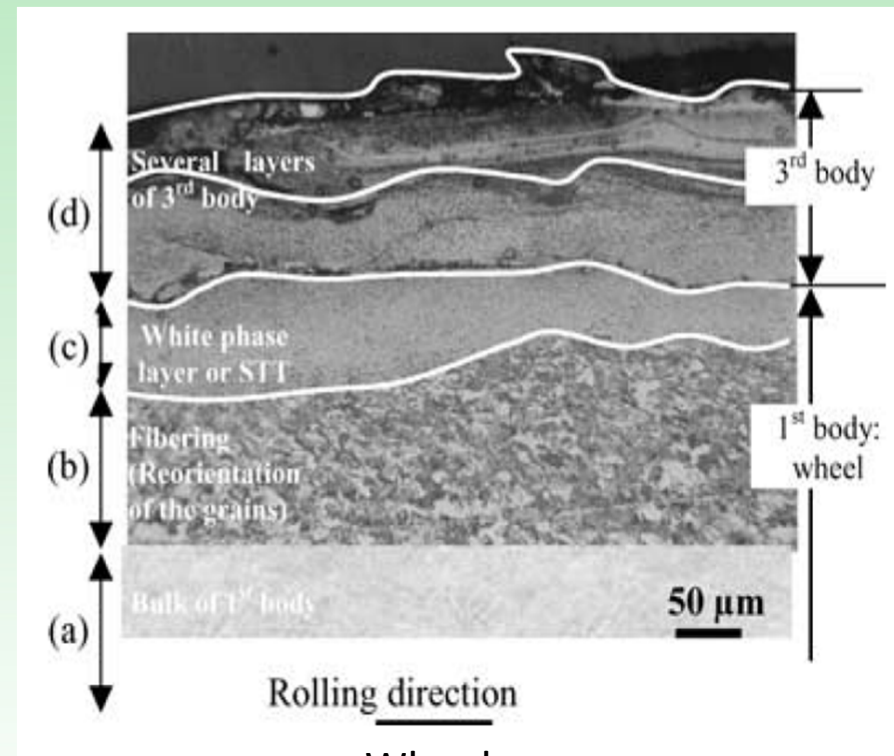 Several layers
of 3rd body
(d)
3rd body
(c)
White phase
layer or STT
(b)
Fibering
(Reorientation
of the grains)
1st body:
wheel
(a)
Bulk of 1st body
50 µm
Rolling direction